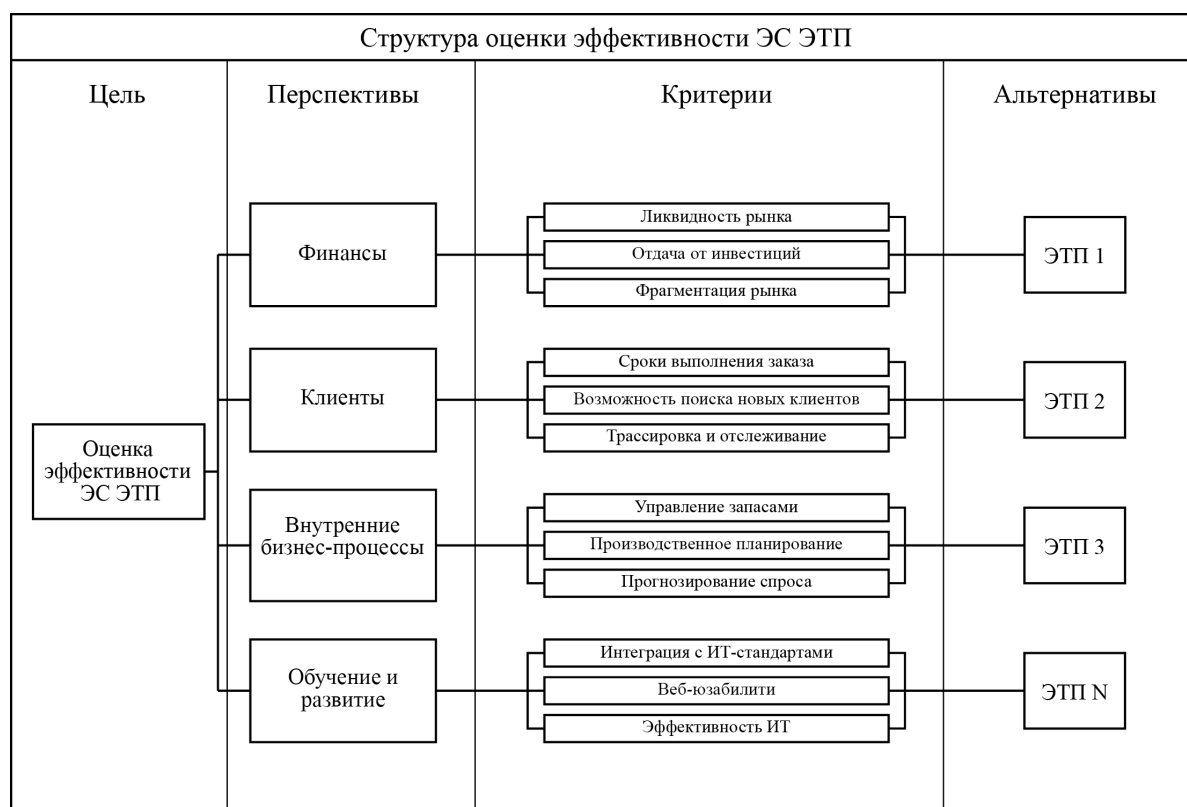 Структура оценки эффективности ЭС ЭТП
Цель
Перспективы
Критерии
Альтернативы
Оценка
эффективности
ЭС ЭТП
Финансы
Ликвидность рынка
Отдача от инвестиций
Фрагментация рынка
ЭТП 1
Клиенты
Сроки выполнения заказа
Возможность поиска новых клиентов
Трассировка и отслеживание
ЭТП 2
Внутренние
бизнес-процессы
Управление запасами
Производственное планирование
Прогнозирование спроса
ЭТП 3
Обучение и
развитие
Интеграция с ИТ-стандартами
Веб-юзабилити
Эффективность ИТ
ЭТП N